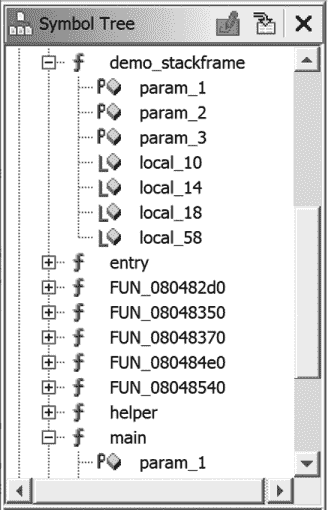 Symbol Tree
f demo_stackframe
P param_1
P param_2
P param_3
L local_10
L local_14
L local_18
L local_58
f entry
f FUN_080482d0
f FUN_08048350
f FUN_08048370
f FUN_080484e0
f FUN_08048540
f helper
f main
P param_1